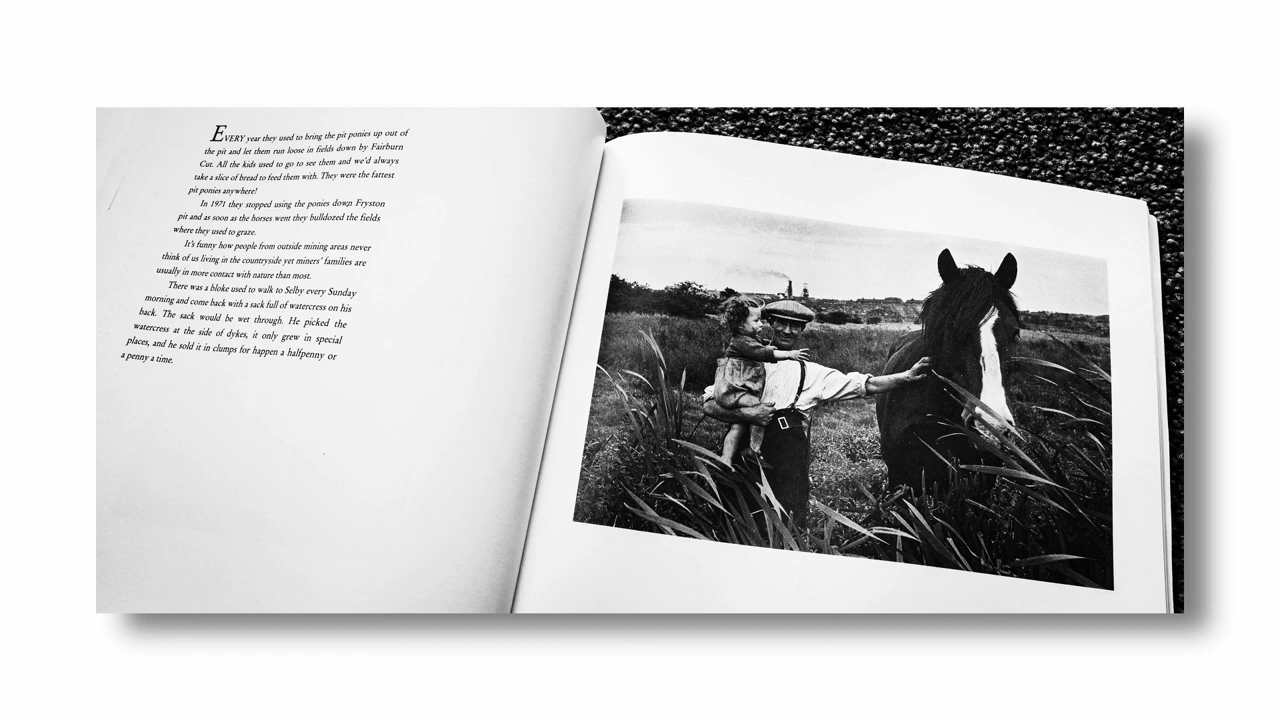 EVERY year they used to bring the pit ponies up out of
the pit and let them run loose in fields down by Fairburn
Cut. All the kids used to go to see them and we'd always
take a slice of bread to feed them with. They were the fattest
pit ponies anywhere!
In 1971 they stopped using the ponies down Fryston
pit and as soon as the horses went they bulldozed the fields
where they used to graze.
It's funny how people from outside mining areas never
think of us living in the countryside yet miners' families are
usually in more contact with nature than most.
There was a bloke used to walk to Selby every Sunday
morning and come back with a sack full of watercress on his
back. The sack would be wet through. He picked the
watercress at the side of dykes, it only grew in special
places, and he sold it in clumps for happen a halfpenny or
a penny a time.